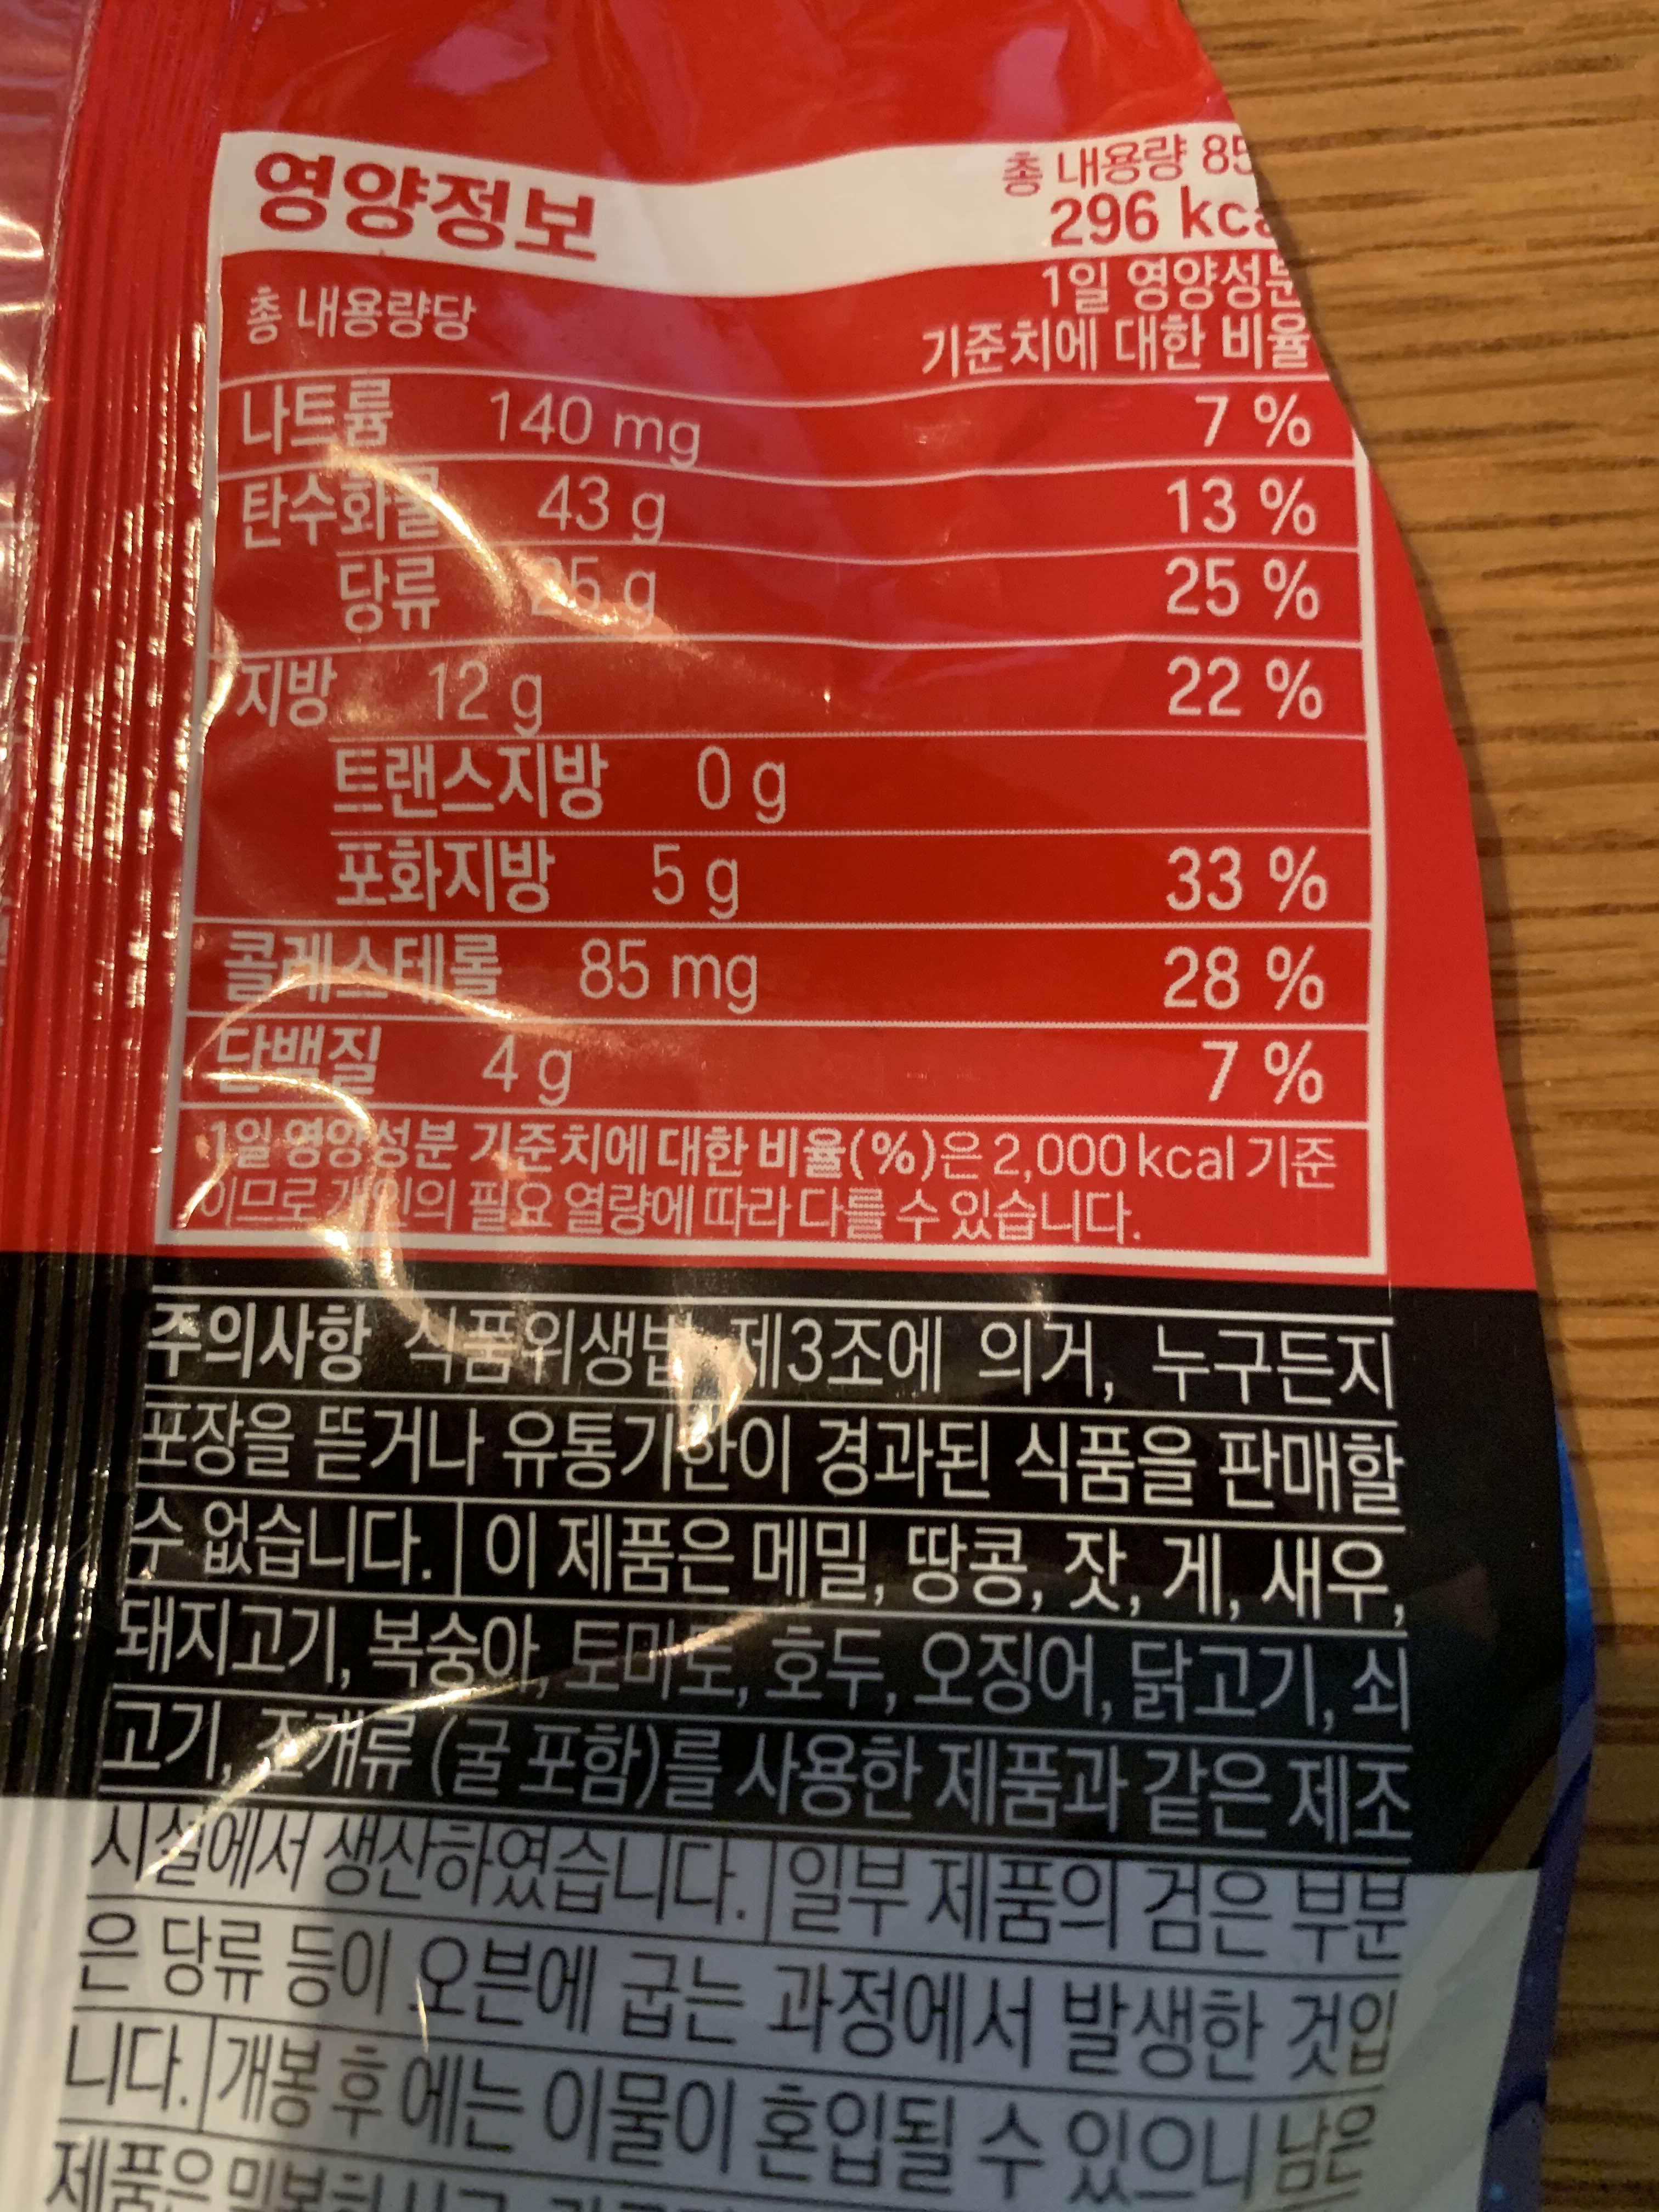 영양정보
총 내용량 85
296 kca
총 내용량당
1일 영양성분
기준치에 대한 비율
나트륨 140 mg 7 %
탄수화물 43 g 13 %
당류 25 g 25 %
지방 12 g 22 %
트랜스지방 0 g
포화지방 5 g 33 %
콜레스테롤 85 mg 28 %
단백질 4 g 7 %
1일 영양성분 기준치에 대한 비율(%)은 2,000 kcal 기준
이므로 개인의 필요 열량에 따라 다를 수 있습니다.
주의사항 식품위생법 제3조에 의거, 누구든지
포장을 뜯거나 유통기한이 경과된 식품을 판매할
수 없습니다. | 이 제품은 메밀, 땅콩, 잣, 게, 새우,
돼지고기, 복숭아, 토마토, 호두, 오징어, 닭고기, 쇠
고기, 조개류 (굴 포함)를 사용한 제품과 같은 제조
시설에서 생산하였습니다. | 일부 제품의 검은 부분
은 당류 등이 오븐에 굽는 과정에서 발생한 것입
니다. | 개봉 후에는 이물이 혼입될 수 있으니 남은
제품은